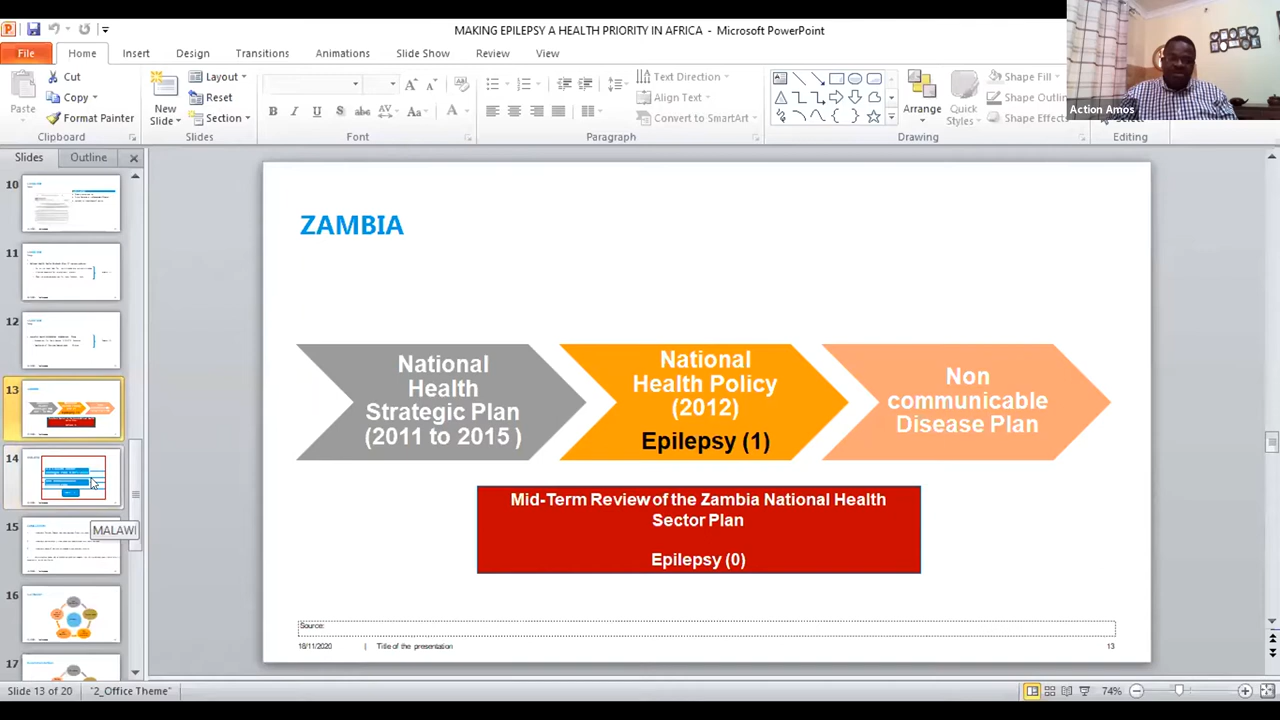 MAKING EPILEPSY A HEALTH PRIORITY IN AFRICA - Microsoft PowerPoint
File Home Insert Design Transitions Animations Slide Show Review View
Action Amos
Paste
Cut
Copy
Format Painter
Clipboard
New Slide
Layout
Reset
Section
Slides
Font
Text Direction
Align Text
Convert to SmartArt
Paragraph
Arrange
Quick Styles
Shape Fill
Shape Outlin
Shape Effects
Drawing
Select
Editing
Slides Outline
10
11
12
13
14
MALAWI
15
16
17
ZAMBIA
National
Health
Strategic Plan
(2011 to 2015 )
National
Health Policy
(2012)
Epilepsy (1)
Non
communicable
Disease Plan
Mid-Term Review of the Zambia National Health
Sector Plan
Epilepsy (0)
Source:
18/11/2020 | Title of the presentation 13
Slide 13 of 20 "2_Office Theme" 74%